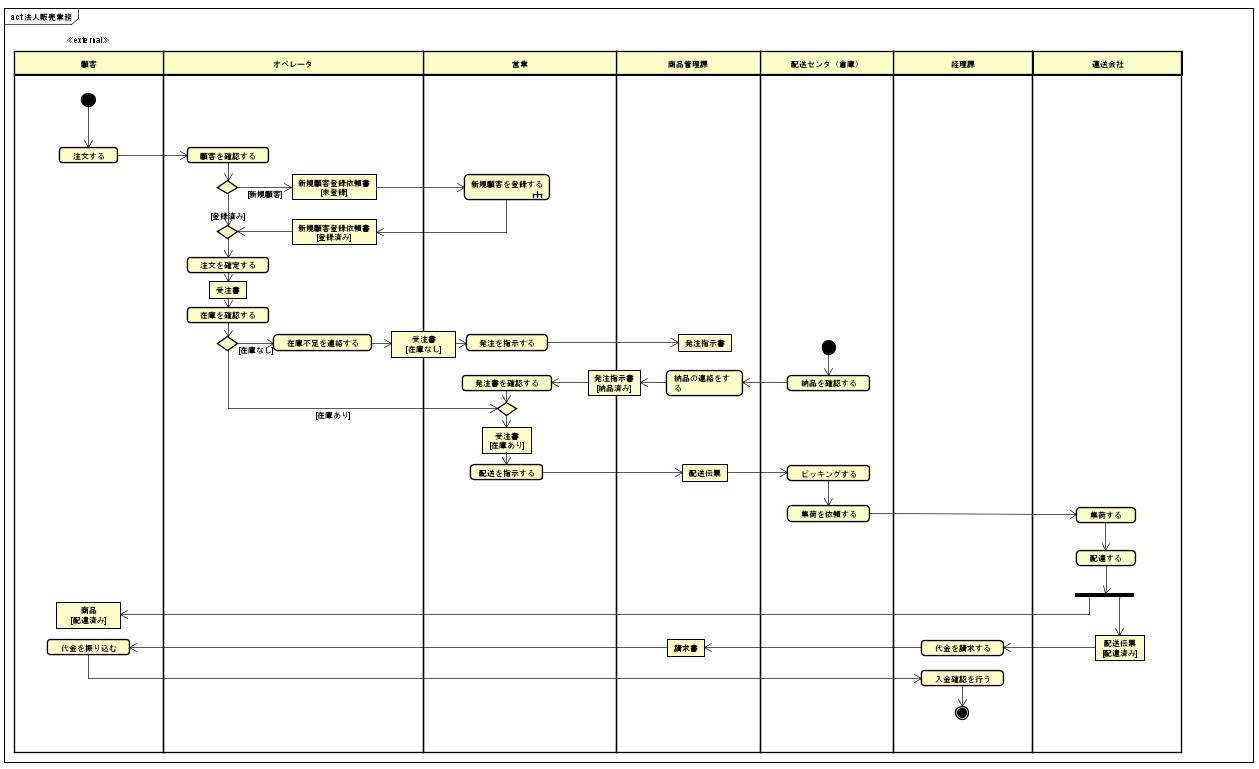 act法人販売業務
≪external≫
顧客
オペレータ
営業
商品管理課
配送センタ（倉庫）
経理課
運送会社
注文する
顧客を確認する
[新規顧客]
新規顧客登録依頼書
[未登録]
新規顧客を登録する
[登録済み]
新規顧客登録依頼書
[登録済み]
注文を確定する
受注書
在庫を確認する
[在庫なし]
在庫不足を連絡する
受注書
[在庫なし]
発注を指示する
発注指示書
発注書を確認する
発注指示書
[納品済み]
納品の連絡をす
る
納品を確認する
[在庫あり]
受注書
[在庫あり]
配送を指示する
配送伝票
ピッキングする
集荷を依頼する
集荷する
配達する
商品
[配達済み]
代金を振り込む
請求書
代金を請求する
配送伝票
[配達済み]
入金確認を行う